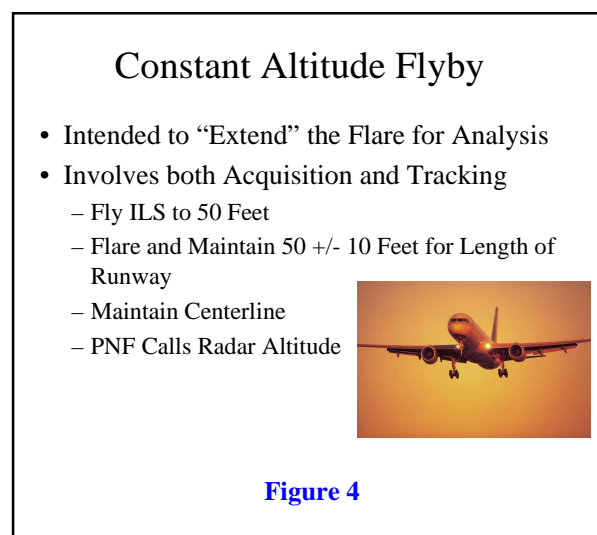 Constant Altitude Flyby
• Intended to “Extend” the Flare for Analysis
• Involves both Acquisition and Tracking
– Fly ILS to 50 Feet
– Flare and Maintain 50 +/- 10 Feet for Length of
Runway
– Maintain Centerline
– PNF Calls Radar Altitude
Figure 4